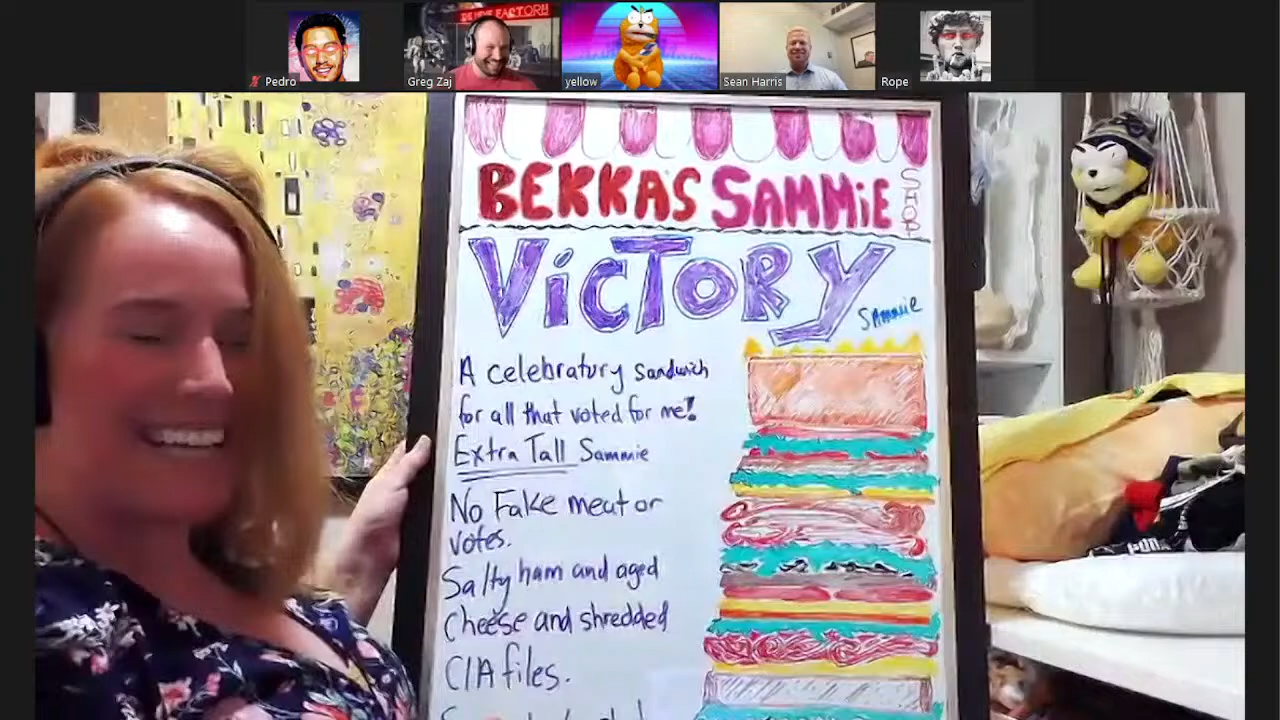 Pedro
Greg Zaj
yellow
Sean Harris
Rope
BEKKAS SAMMiE SHOP
VicToRY
SAmmie
A celebratury sandwich
for all that voted for me!
Extra Tall Sammie
No Fake meat or
votes.
Salty ham and aged
Cheese and shredded
CIA files.